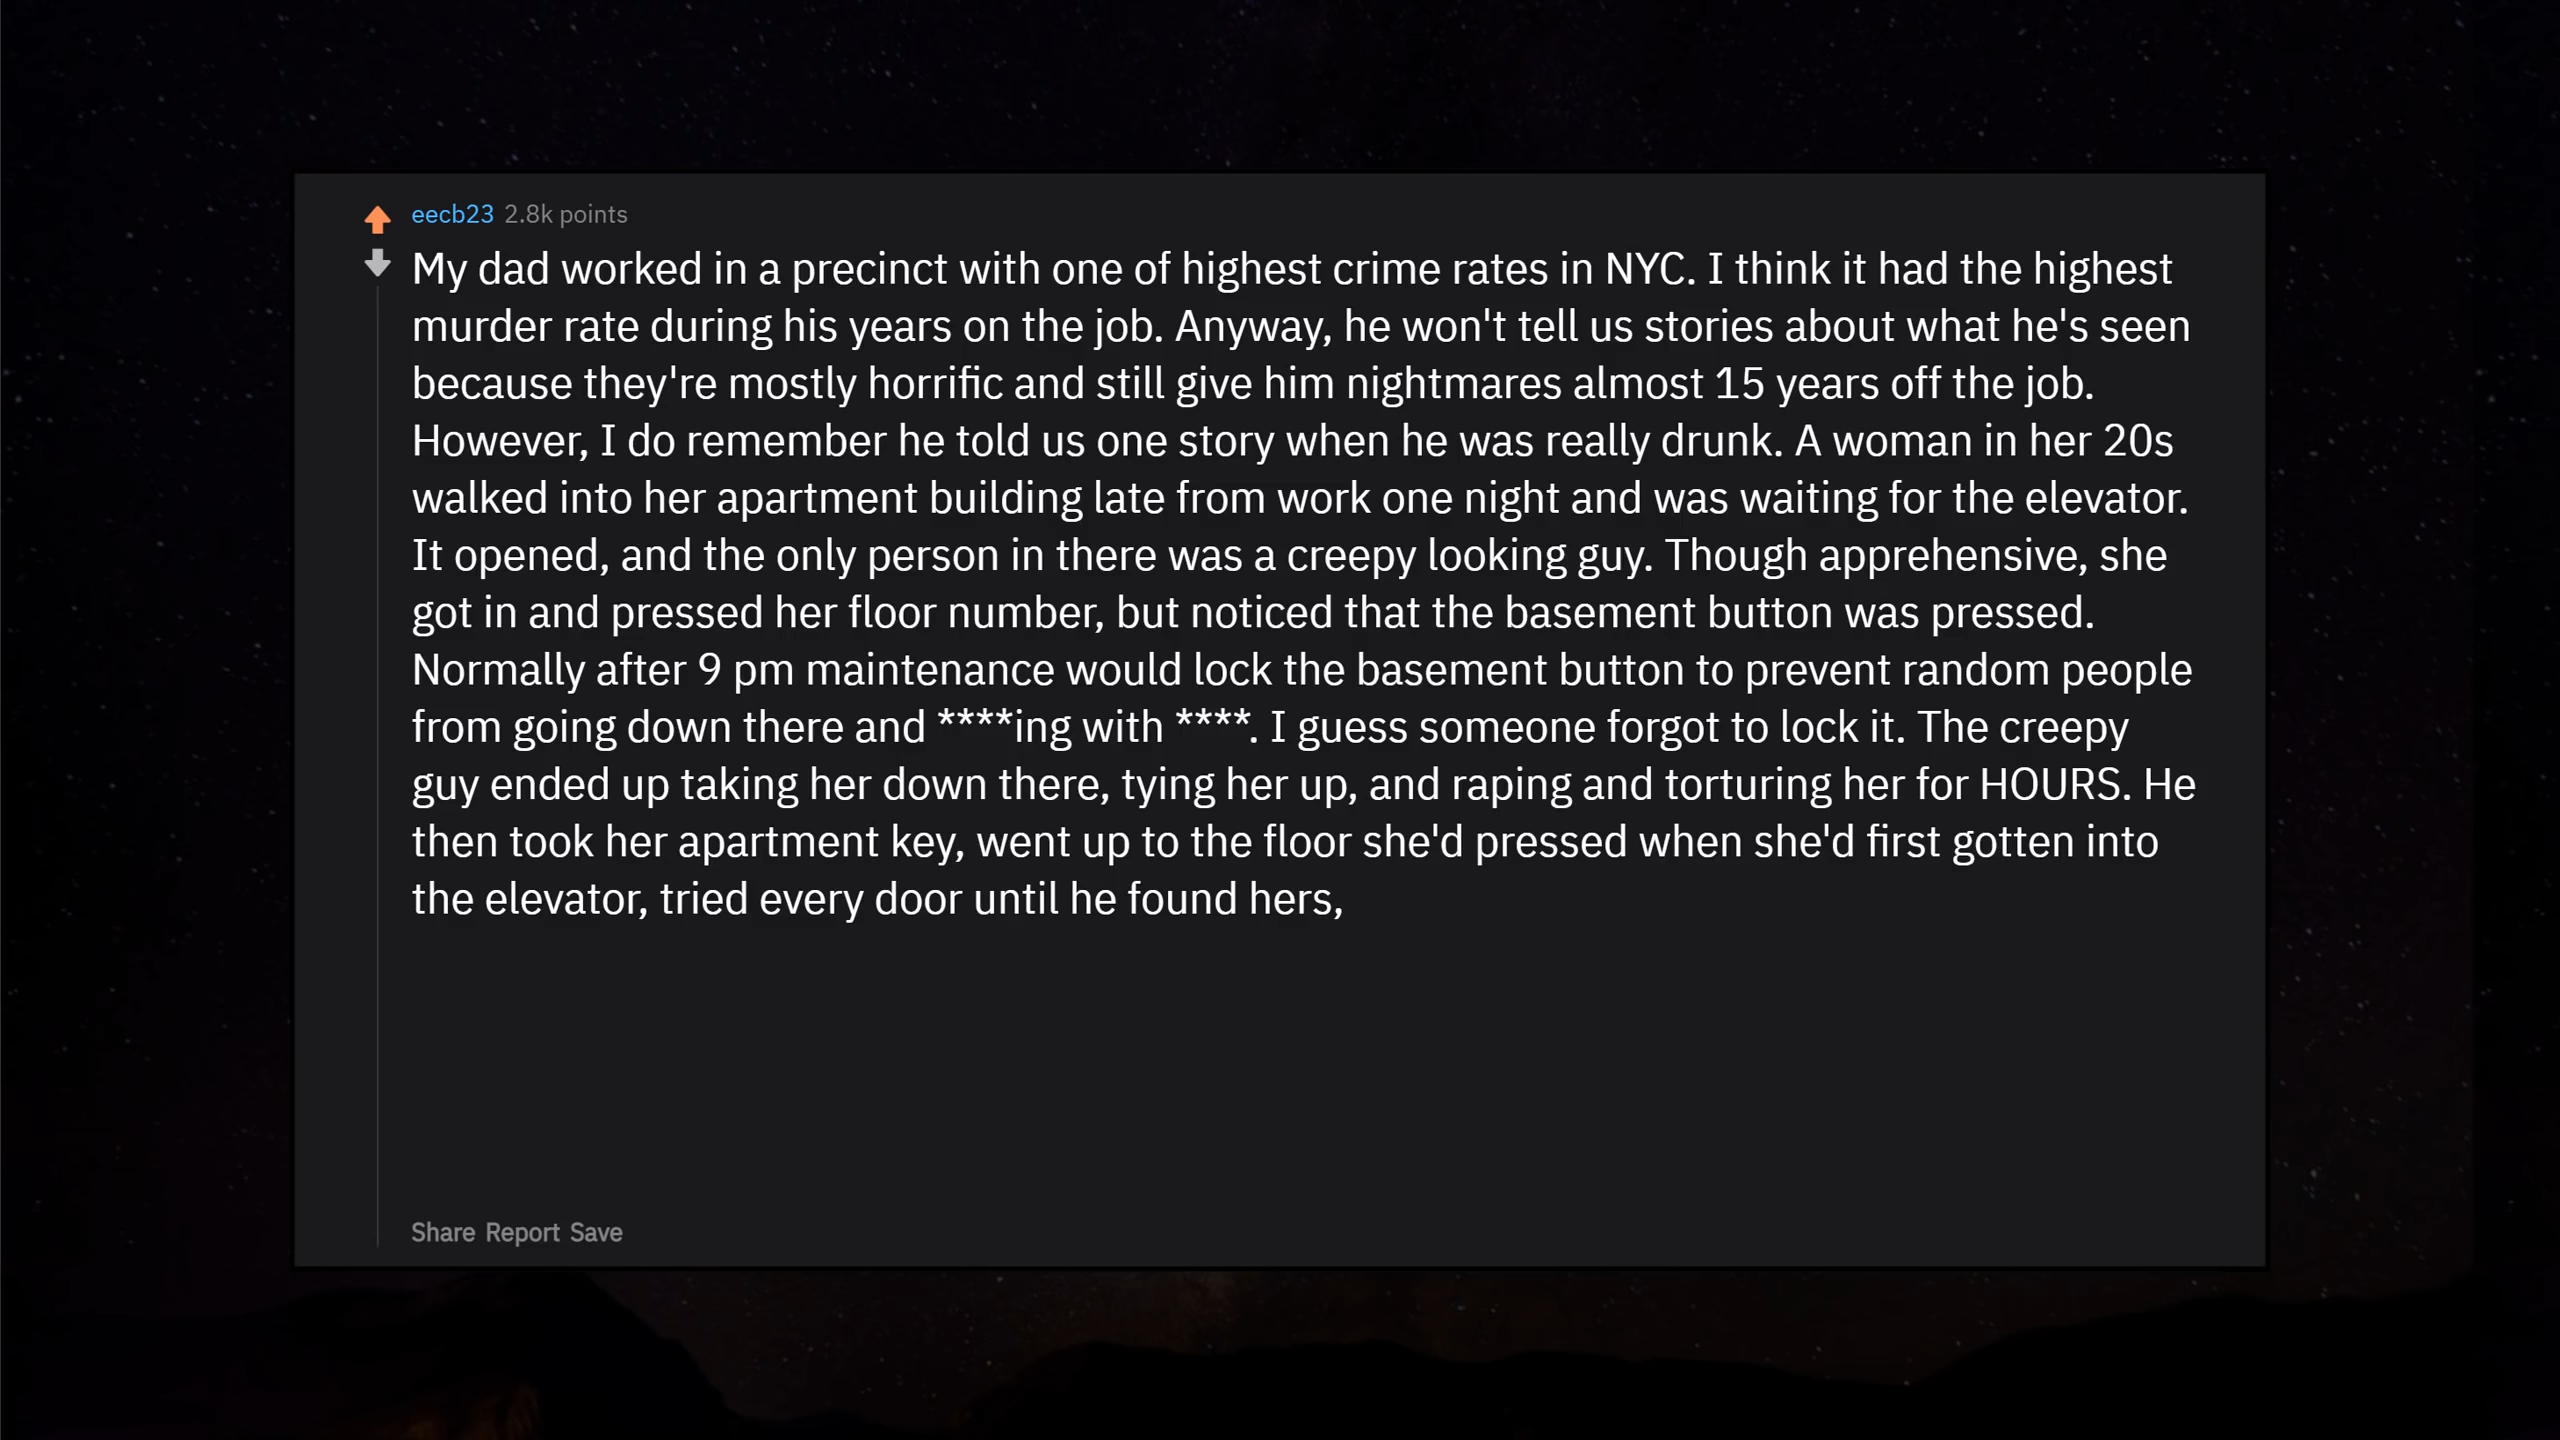 eecb23 2.8k points
My dad worked in a precinct with one of highest crime rates in NYC. I think it had the highest
murder rate during his years on the job. Anyway, he won't tell us stories about what he's seen
because they're mostly horrific and still give him nightmares almost 15 years off the job.
However, I do remember he told us one story when he was really drunk. A woman in her 20s
walked into her apartment building late from work one night and was waiting for the elevator.
It opened, and the only person in there was a creepy looking guy. Though apprehensive, she
got in and pressed her floor number, but noticed that the basement button was pressed.
Normally after 9 pm maintenance would lock the basement button to prevent random people
from going down there and ****ing with ****. I guess someone forgot to lock it. The creepy
guy ended up taking her down there, tying her up, and raping and torturing her for HOURS. He
then took her apartment key, went up to the floor she'd pressed when she'd first gotten into
the elevator, tried every door until he found hers,
Share Report Save